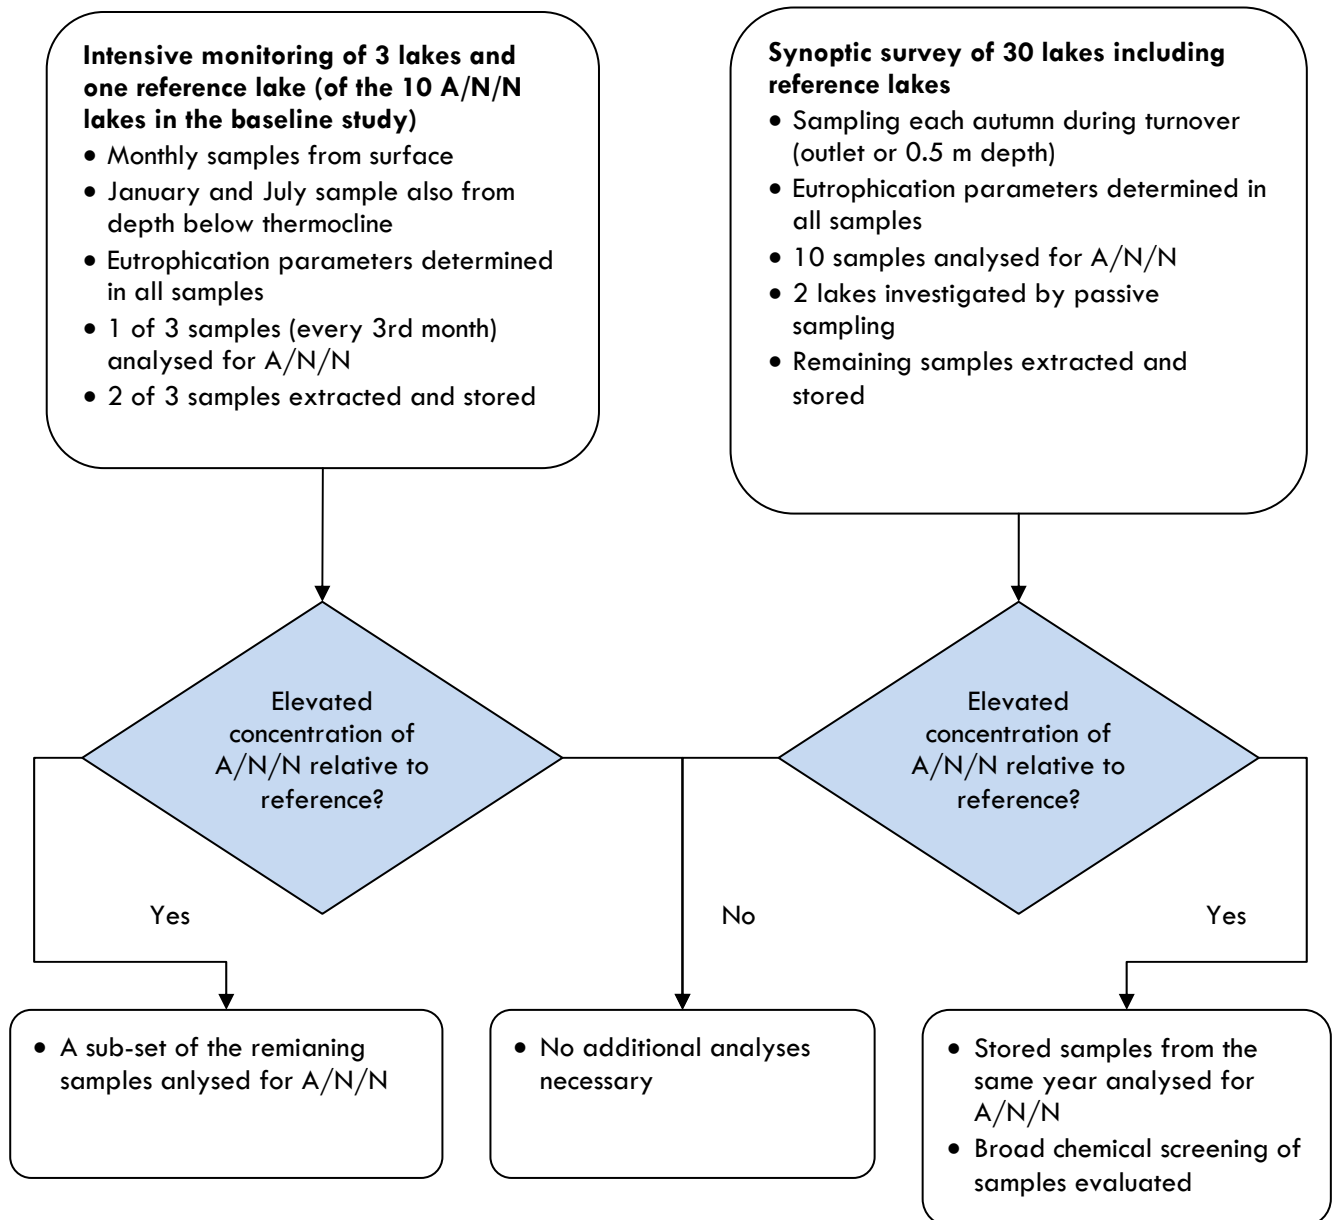 Intensive monitoring of 3 lakes and
one reference lake (of the 10 A/N/N
lakes in the baseline study)
• Monthly samples from surface
• January and July sample also from
depth below thermocline
• Eutrophication parameters determined
in all samples
• 1 of 3 samples (every 3rd month)
analysed for A/N/N
• 2 of 3 samples extracted and stored
Synoptic survey of 30 lakes including
reference lakes
• Sampling each autumn during turnover
(outlet or 0.5 m depth)
• Eutrophication parameters determined in
all samples
• 10 samples analysed for A/N/N
• 2 lakes investigated by passive
sampling
• Remaining samples extracted and
stored
Elevated
concentration of
A/N/N relative to
reference?
Elevated
concentration of
A/N/N relative to
reference?
Yes
No
Yes
• A sub-set of the remianing
samples anlysed for A/N/N
• No additional analyses
necessary
• Stored samples from the
same year analysed for
A/N/N
• Broad chemical screening of
samples evaluated